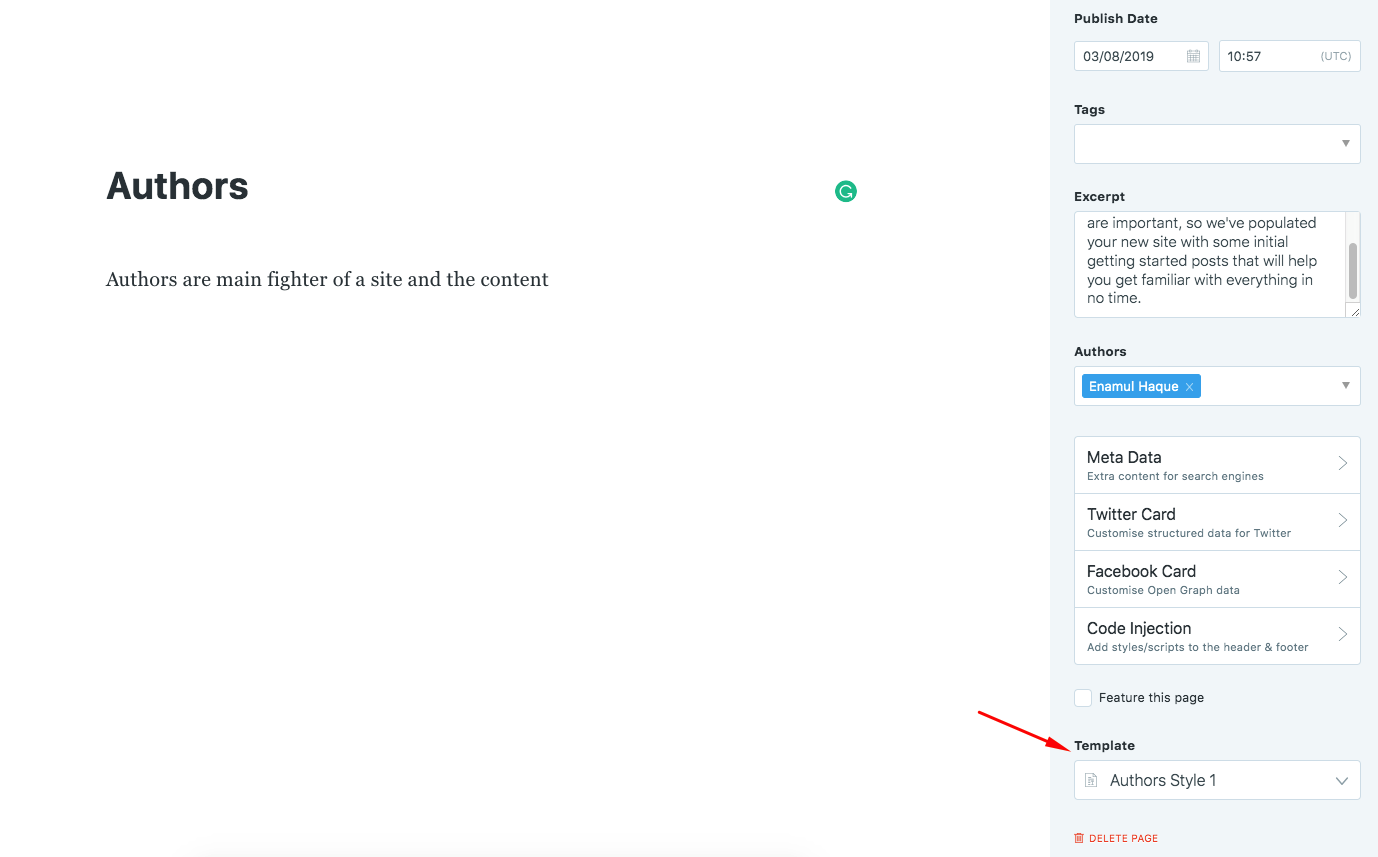 Authors
Authors are main fighter of a site and the content
Publish Date
03/08/2019
10:57 (UTC)
Tags
Excerpt
are important, so we've populated
your new site with some initial
getting started posts that will help
you get familiar with everything in
no time.
Authors
Enamul Haque ×
Meta Data
Extra content for search engines
Twitter Card
Customise structured data for Twitter
Facebook Card
Customise Open Graph data
Code Injection
Add styles/scripts to the header & footer
Feature this page
Template
Authors Style 1
DELETE PAGE